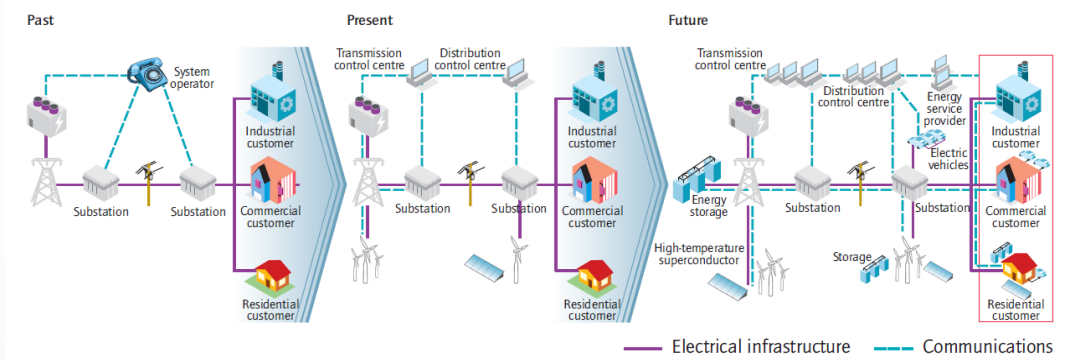 Past
System
operator
Industrial
customer
Substation
Substation
Commercial
customer
Residential
customer
Present
Transmission
control centre
Distribution
control centre
Industrial
customer
Substation
Substation
Commercial
customer
Residential
customer
Future
Transmission
control centre
Distribution
control centre
Energy
service
provider
Industrial
customer
Electric
vehicles
Energy
storage
Substation
Substation
Commercial
customer
High-temperature
superconductor
Storage
Residential
customer
Electrical infrastructure
Communications